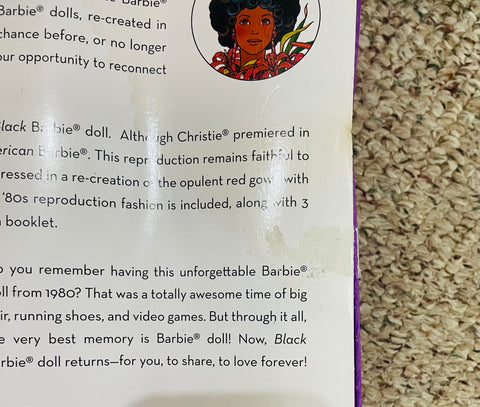 Barbie®
Barbie® dolls, re-created in
chance before, or no longer
our opportunity to reconnect
Black Barbie® doll. Although Christie® premiered in
erican Barbie®. This reproduction remains faithful to
ressed in a re-creation of the opulent red gown with
'80s reproduction fashion is included, along with 3
booklet.
o you remember having this unforgettable Barbie®
oll from 1980? That was a totally awesome time of big
ir, running shoes, and video games. But through it all,
e very best memory is Barbie® doll! Now, Black
arbie® doll returns—for you, to share, to love forever!